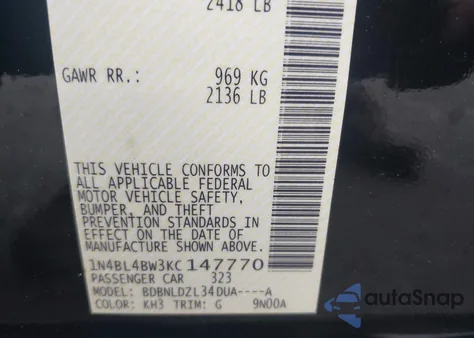 2418 LB
GAWR RR.: 969 KG
2136 LB
THIS VEHICLE CONFORMS TO
ALL APPLICABLE FEDERAL
MOTOR VEHICLE SAFETY,
BUMPER, AND THEFT
PREVENTION STANDARDS IN
EFFECT ON THE DATE OF
MANUFACTURE SHOWN ABOVE.
1N4BL4BW3KC147770
PASSENGER CAR 323
MODEL: BDBNLDZL34DUA----A
COLOR: KH3 TRIM: G 9N00A
autoSnap